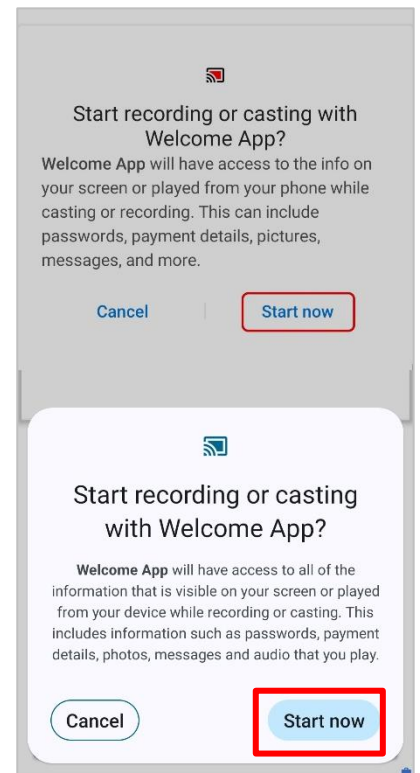 Start recording or casting with
Welcome App?
Welcome App will have access to the info on
your screen or played from your phone while
casting or recording. This can include
passwords, payment details, pictures,
messages, and more.
Cancel Start now
Start recording or casting
with Welcome App?
Welcome App will have access to all of the
information that is visible on your screen or played
from your device while recording or casting. This
includes information such as passwords, payment
details, photos, messages and audio that you play.
Cancel Start now